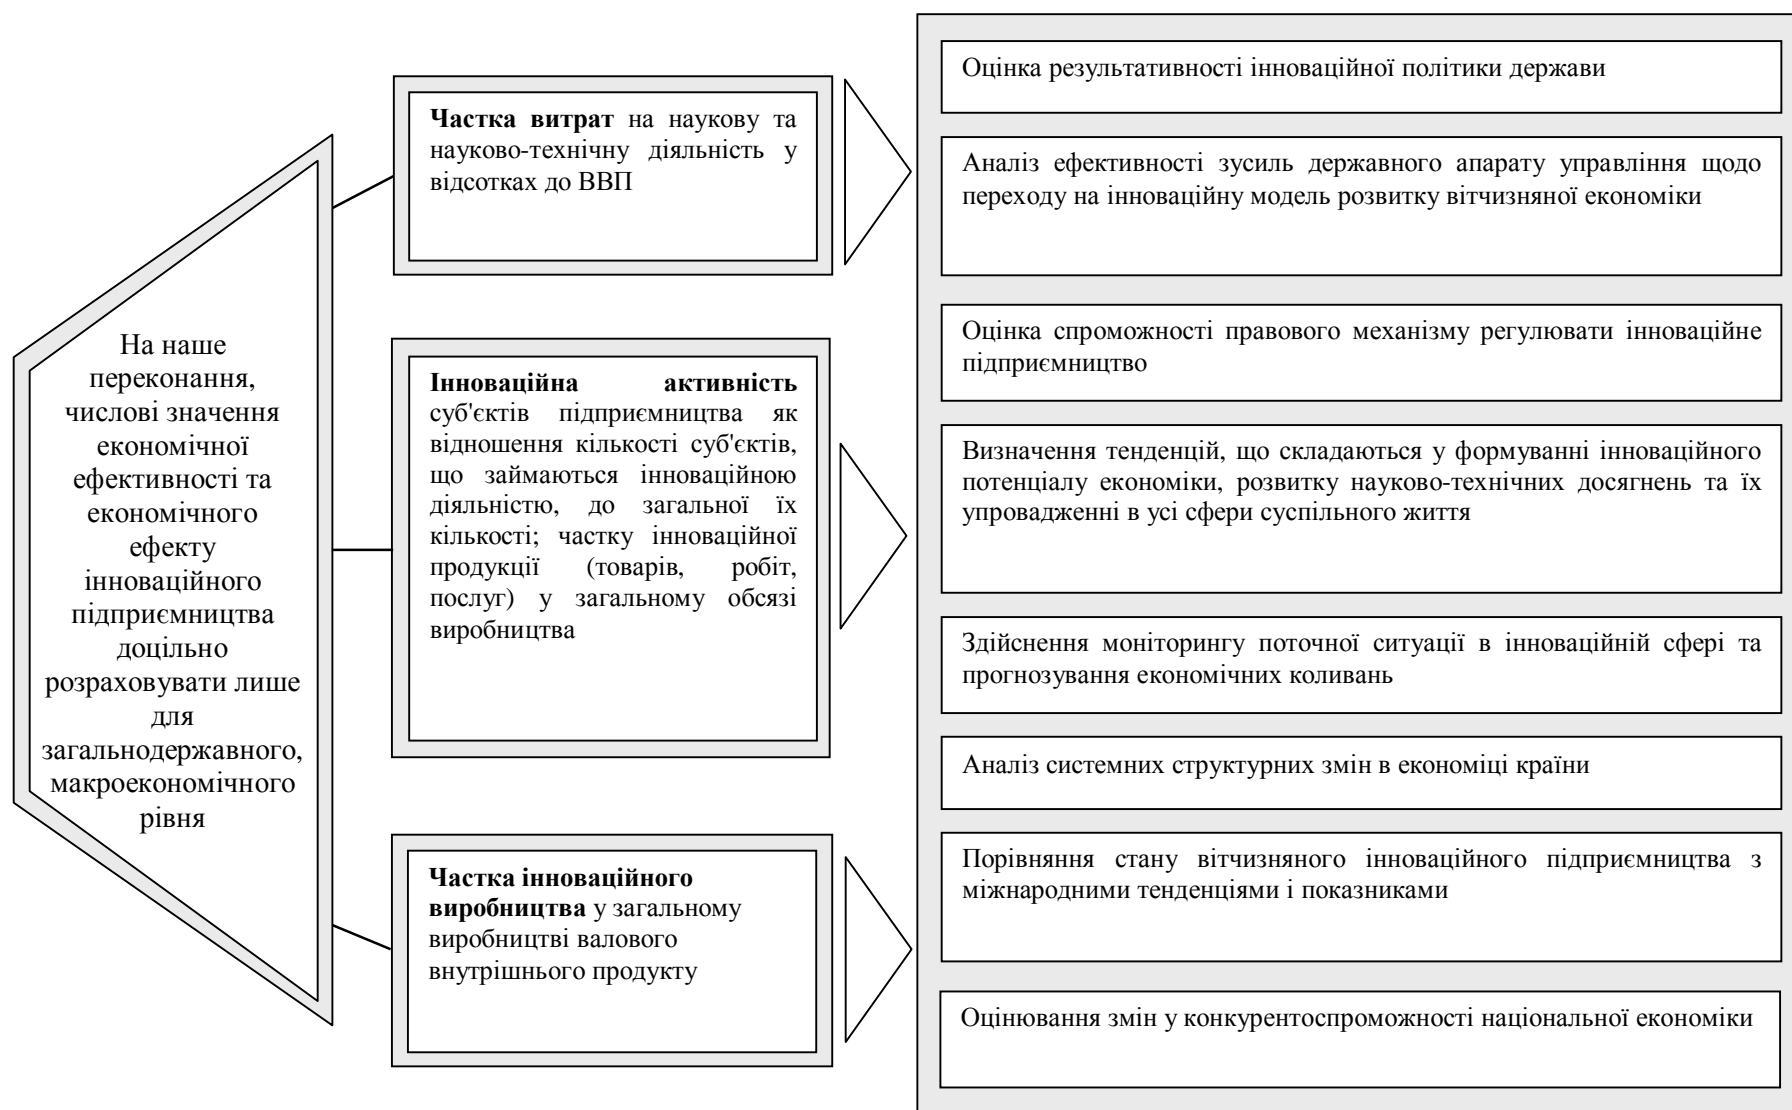 На наше
переконання,
числові значення
економічної
ефективності та
економічного
ефекту
інноваційного
підприємництва
доцільно
розраховувати лише
для
загальнодержавного,
макроекономічного
рівня
Частка витрат на наукову та
науково-технічну діяльність у
відсотках до ВВП
Інноваційна активність
суб'єктів підприємництва як
відношення кількості суб'єктів,
що займаються інноваційною
діяльністю, до загальної їх
кількості; частку інноваційної
продукції (товарів, робіт,
послуг) у загальному обсязі
виробництва
Частка інноваційного
виробництва у загальному
виробництві валового
внутрішнього продукту
Оцінка результативності інноваційної політики держави
Аналіз ефективності зусиль державного апарату управління щодо
переходу на інноваційну модель розвитку вітчизняної економіки
Оцінка спроможності правового механізму регулювати інноваційне
підприємництво
Визначення тенденцій, що складаються у формуванні інноваційного
потенціалу економіки, розвитку науково-технічних досягнень та їх
упровадженні в усі сфери суспільного життя
Здійснення моніторингу поточної ситуації в інноваційній сфері та
прогнозування економічних коливань
Аналіз системних структурних змін в економіці країни
Порівняння стану вітчизняного інноваційного підприємництва з
міжнародними тенденціями і показниками
Оцінювання змін у конкурентоспроможності національної економіки